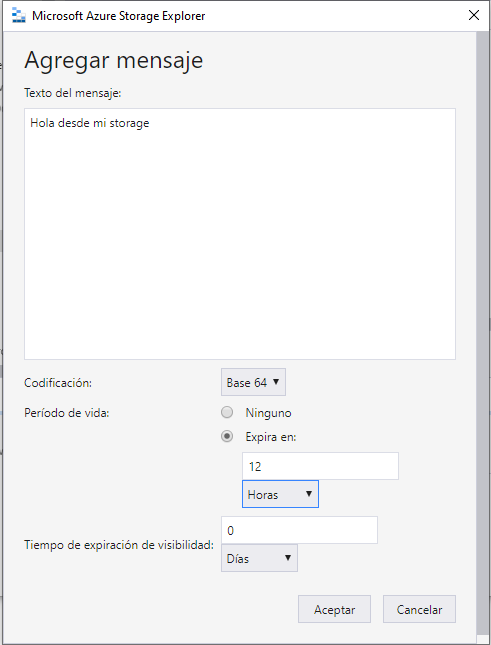 Microsoft Azure Storage Explorer
Agregar mensaje
Texto del mensaje:
Hola desde mi storage
Codificación:
Base 64
Período de vida:
Ninguno
Expira en:
12
Horas
0
Tiempo de expiración de visibilidad:
Días
Aceptar
Cancelar